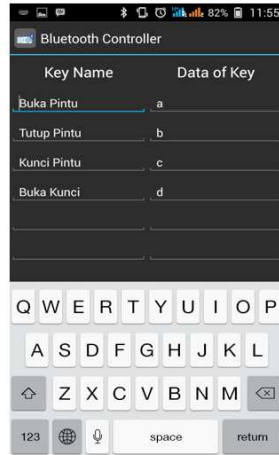 82% 11:55
Bluetooth Controller
Key Name Data of Key
Buka Pintu a
Tutup Pintu b
Kunci Pintu c
Buka Kunci d
Q W E R T Y U I O P
A S D F G H J K L
Z X C V B N M
123 space return